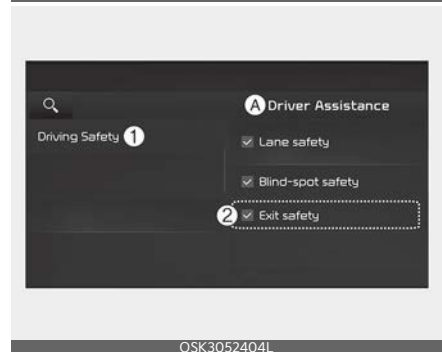 A Driver Assistance
Driving Safety 1
Lane safety
Blind-spot safety
2 Exit safety
OSK3052404L